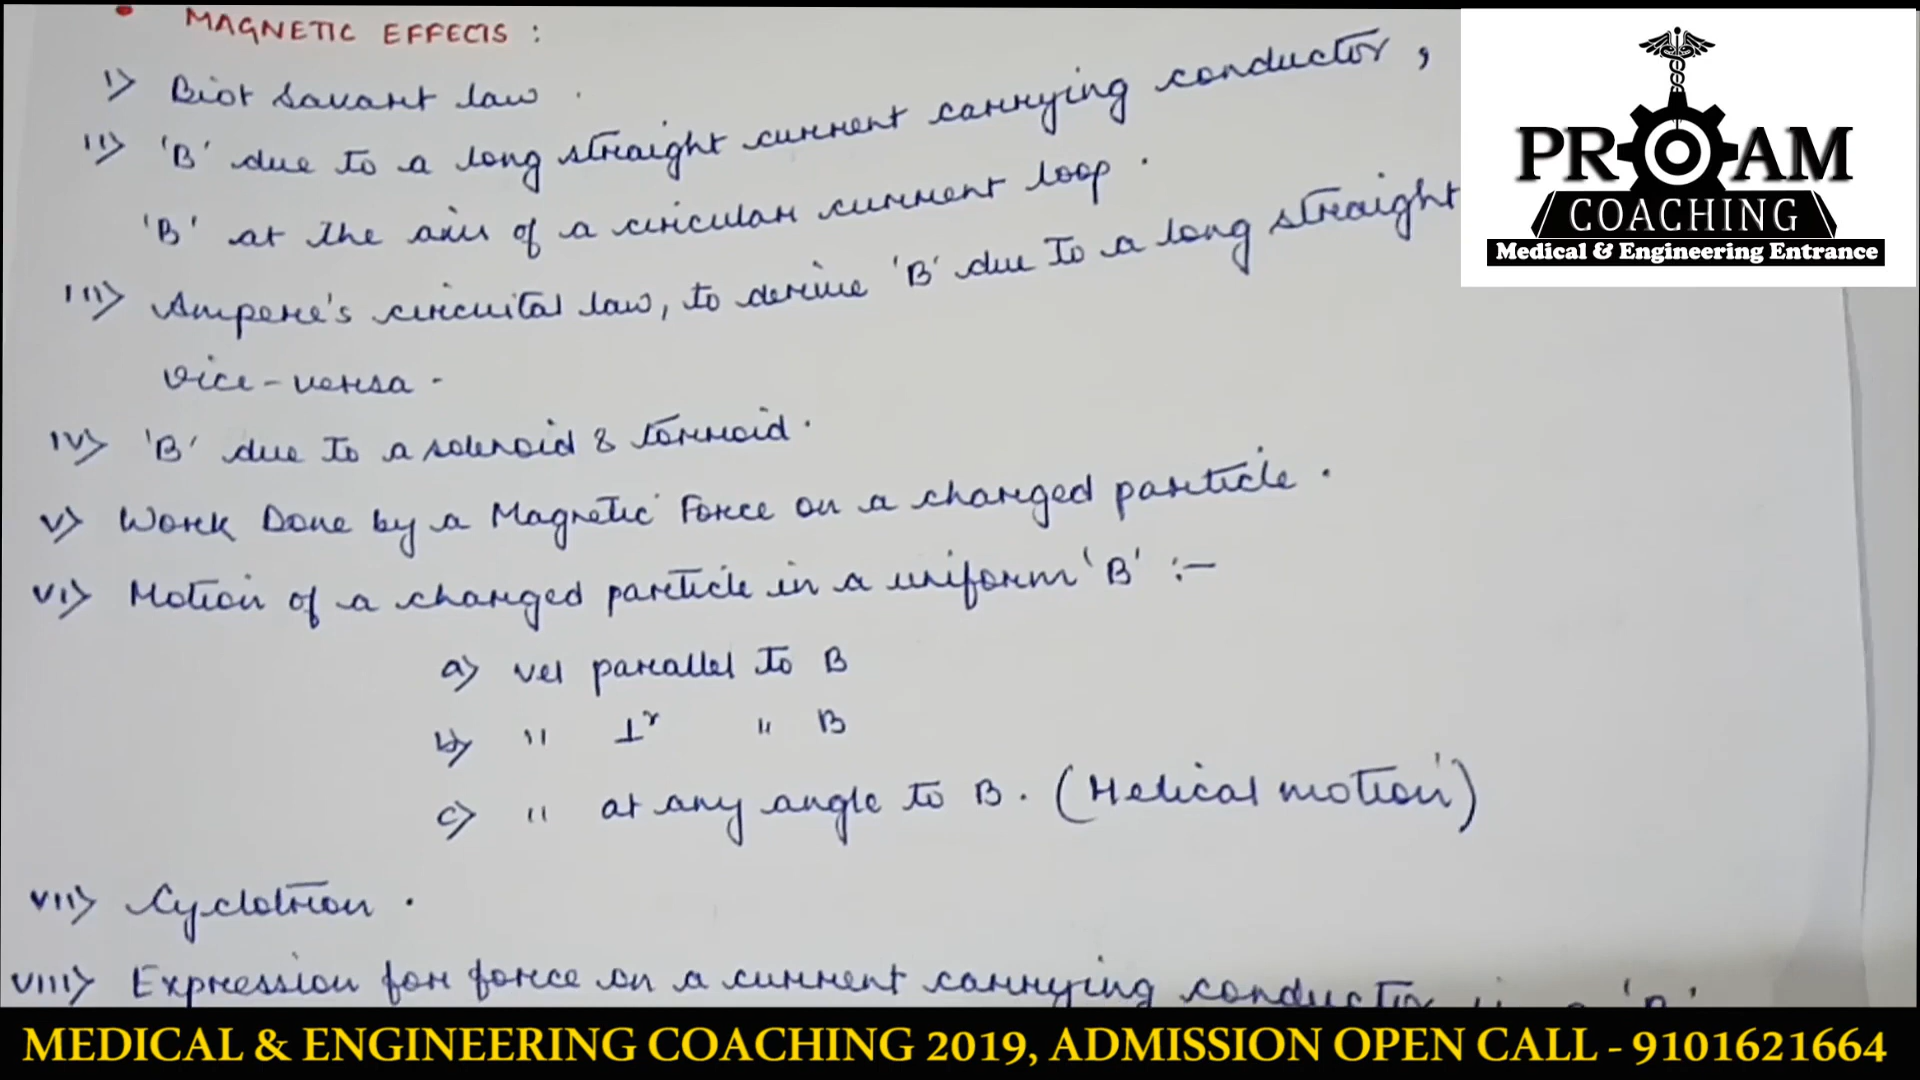 • MAGNETIC EFFECTS :
i> Biot Savart law .
ii> 'B' due to a long straight current carrying conductor ,
'B' at the axis of a circular current loop .
iii> Ampere's circuital law, to derive 'B' due to a long straight
vice-versa .
iv> 'B' due to a solenoid & torroid .
v> Work Done by a Magnetic Force on a charged particle .
vi> Motion of a charged particle in a uniform 'B' :-
a> vel parallel to B
b> " ⊥r " B
c> " at any angle to B . (Helical motion)
vii> Cyclotron .
viii> Expression for force on a current carrying conductor
PROAM
COACHING
Medical & Engineering Entrance
MEDICAL & ENGINEERING COACHING 2019, ADMISSION OPEN CALL - 9101621664